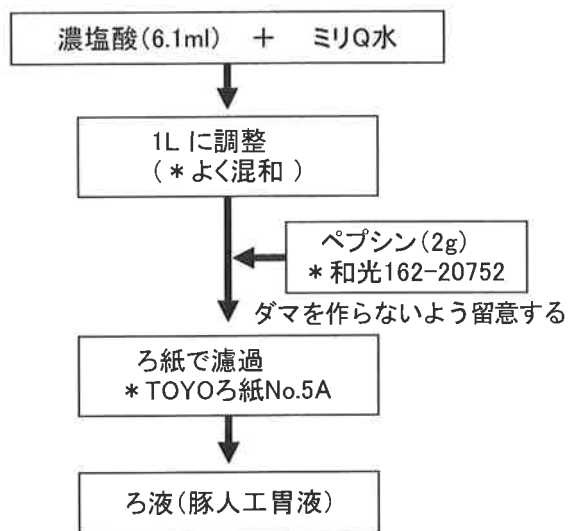 濃塩酸(6.1ml) + ミリQ水
1L に調整
(*よく混和 )
ペプシン(2g)
*和光162-20752
ダマを作らないよう留意する
ろ紙で濾過
*TOYOろ紙No.5A
ろ液(豚人工胃液)